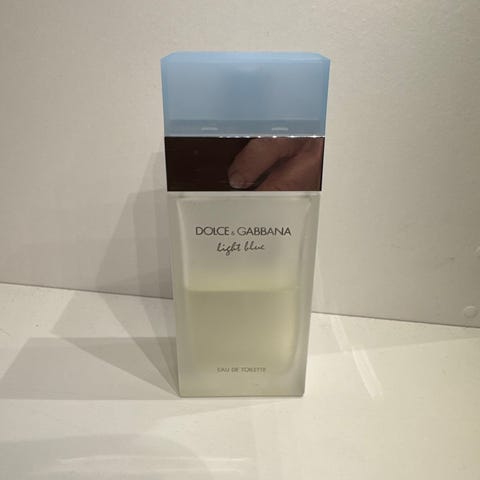 DOLCE & GABBANA
light blue
EAU DE TOILETTE